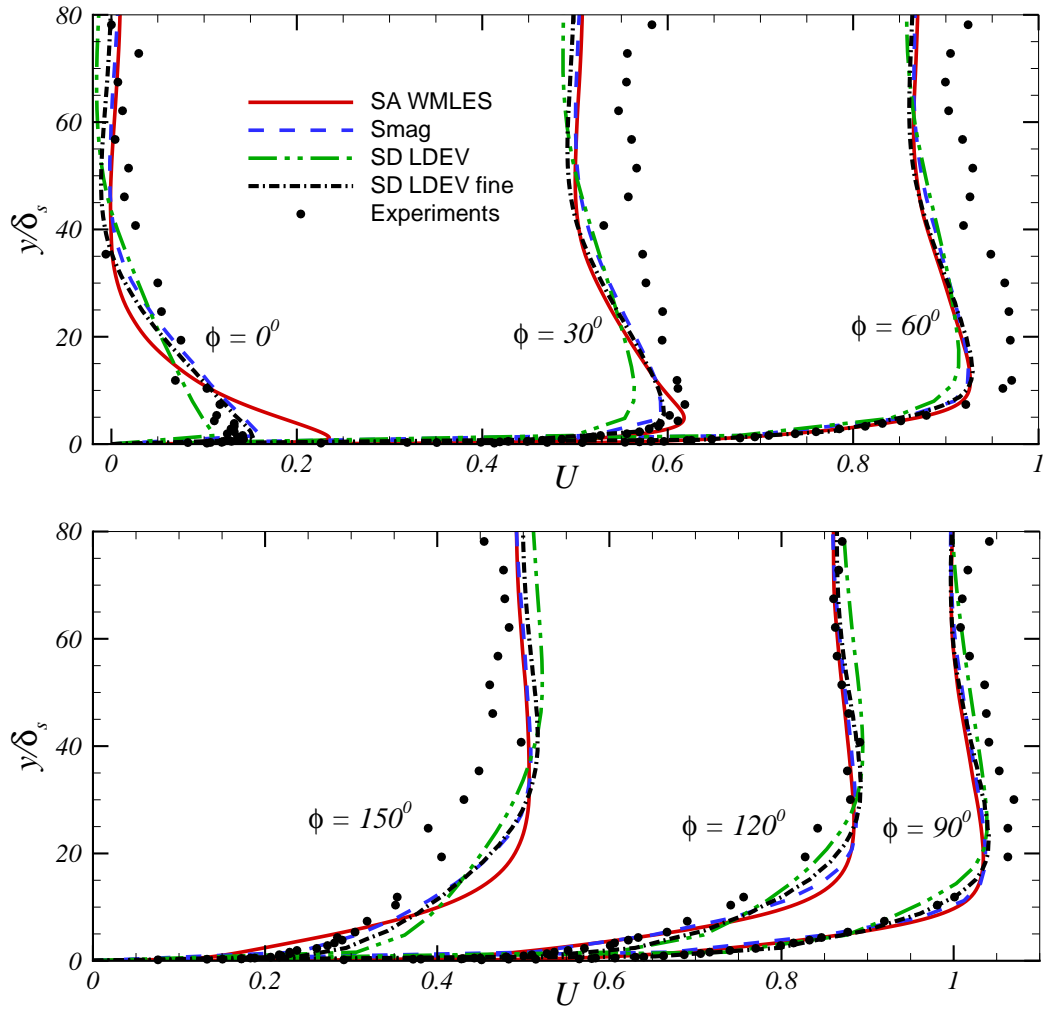 80
60
40
20
0
y/δs
SA WMLES
Smag
SD LDEV
SD LDEV fine
Experiments
ϕ = 0⁰
ϕ = 30⁰
ϕ = 60⁰
0 0.2 0.4 0.6 0.8 1
U
80
60
40
20
0
y/δs
ϕ = 150⁰
ϕ = 120⁰
ϕ = 90⁰
0 0.2 0.4 0.6 0.8 1
U